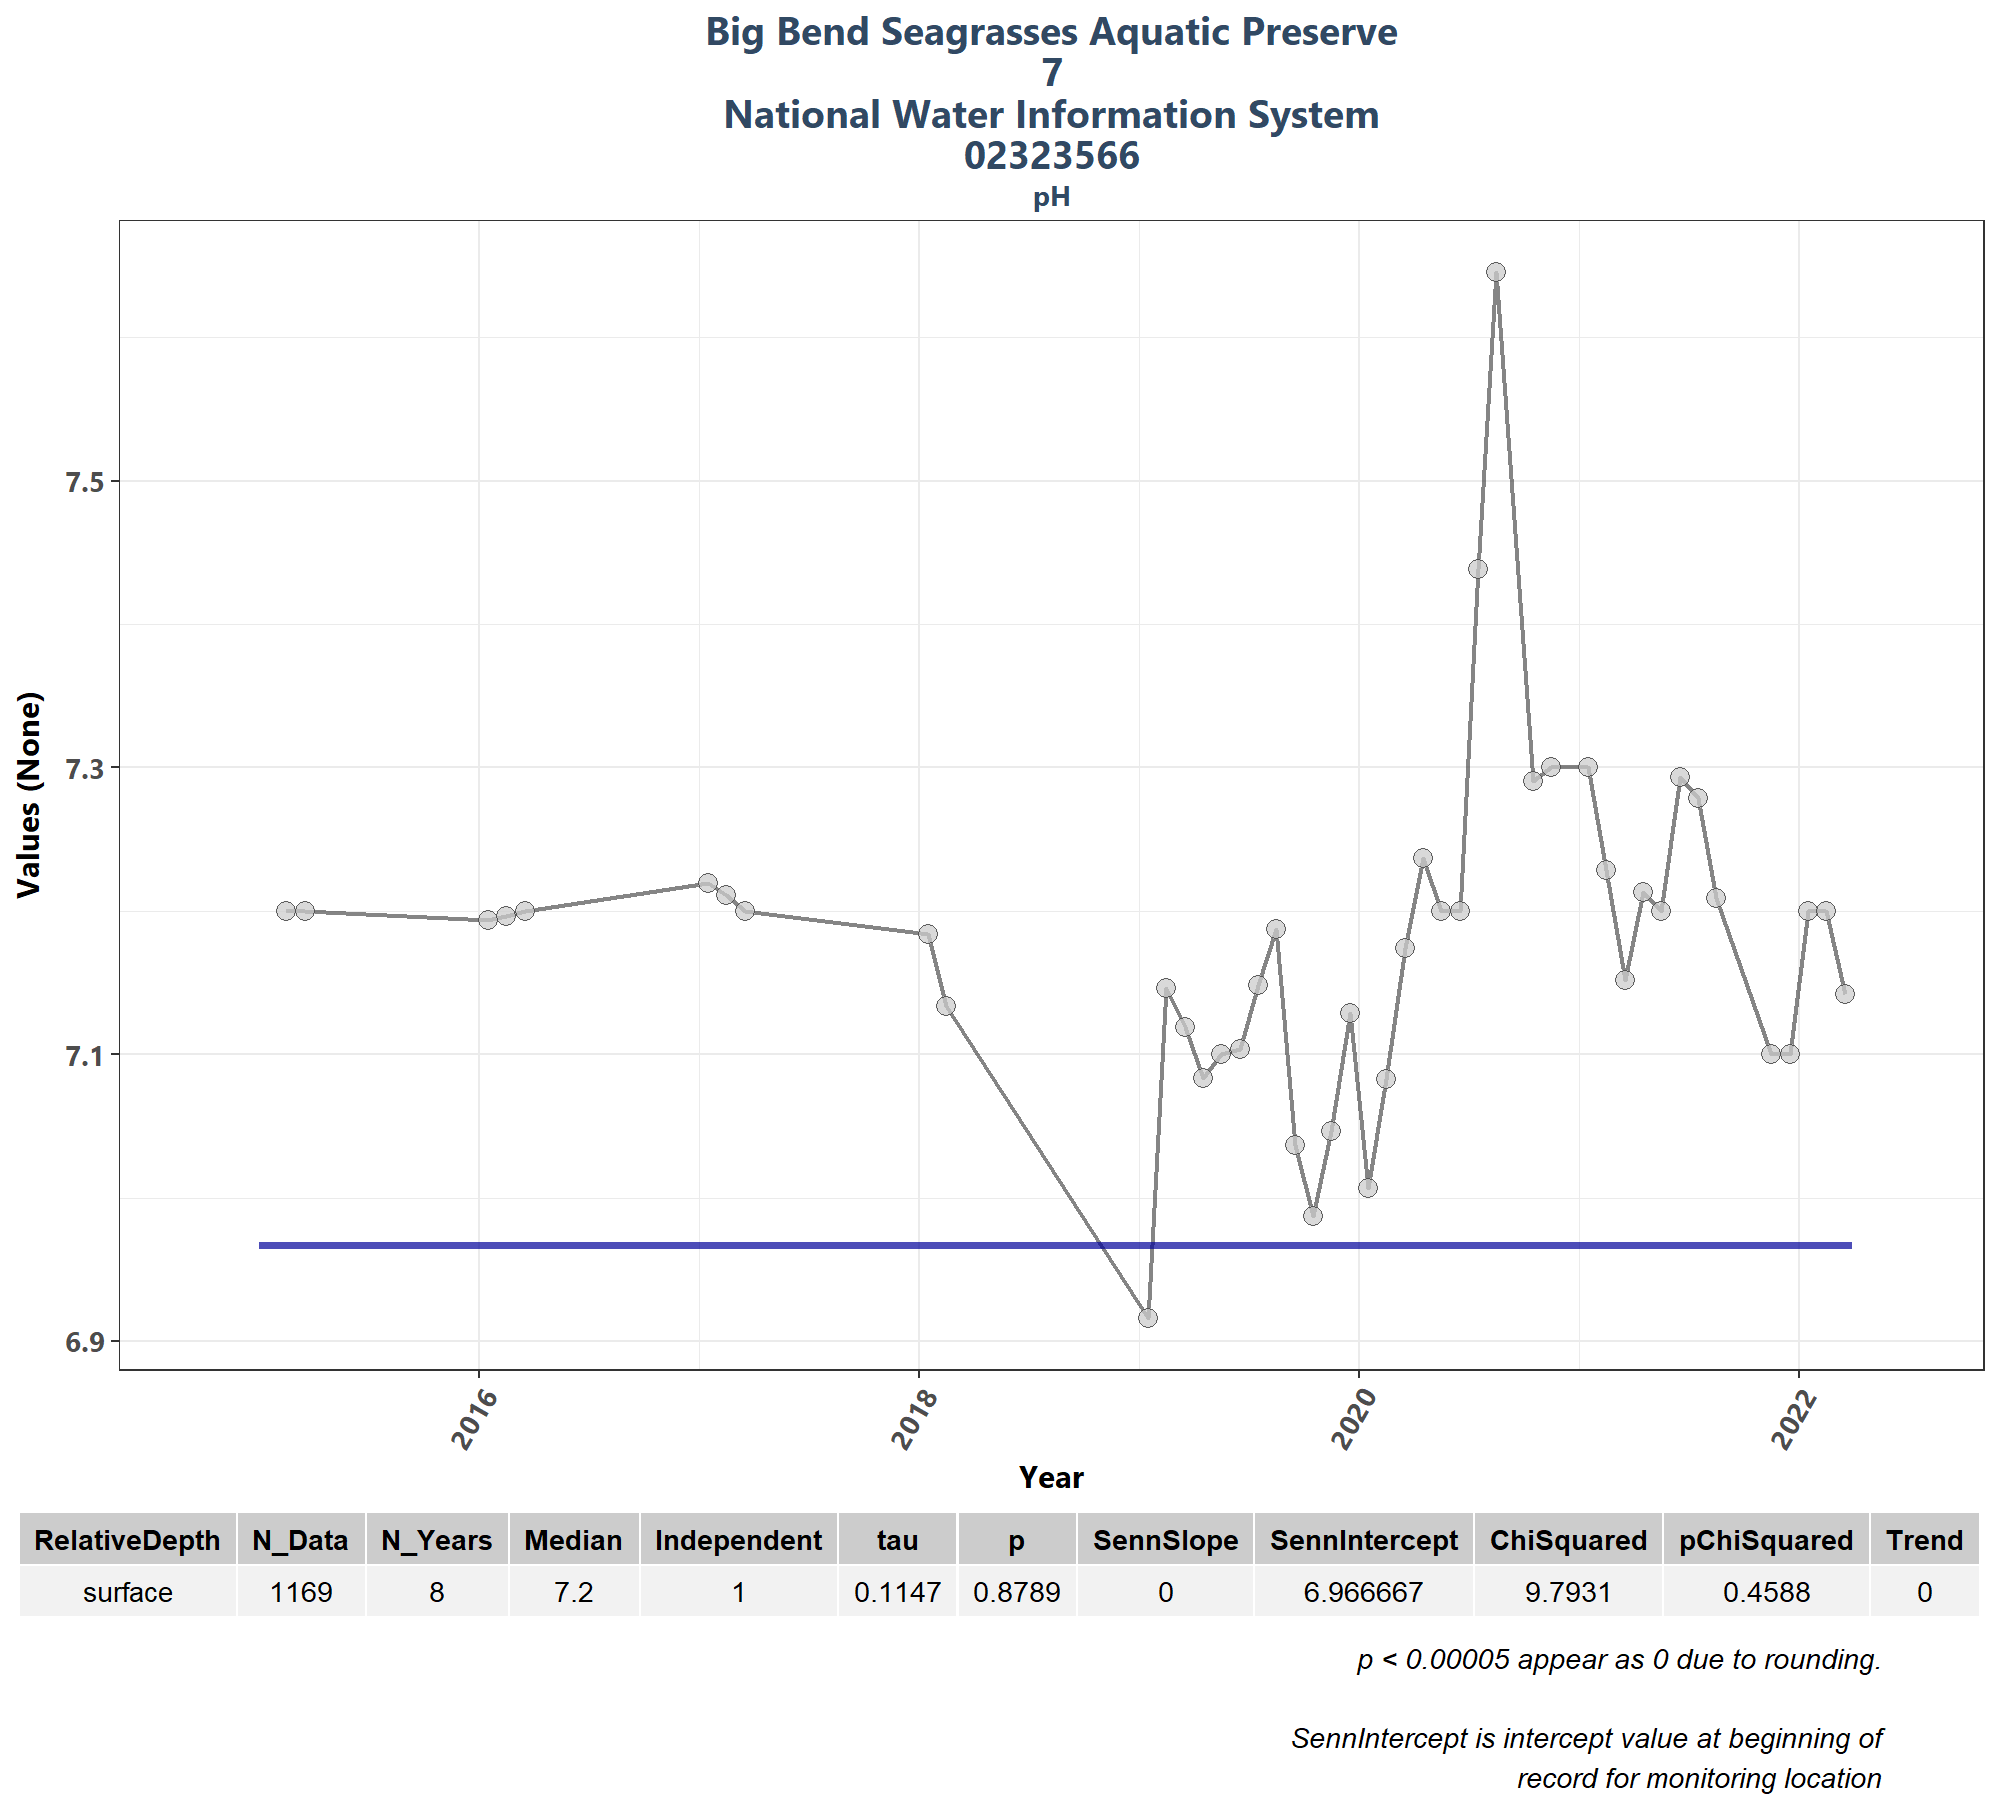 Big Bend Seagrasses Aquatic Preserve
7
National Water Information System
02323566
pH
Values (None)
7.5
7.3
7.1
6.9
2016
2018
2020
2022
Year
RelativeDepth N_Data N_Years Median Independent tau p SennSlope SennIntercept ChiSquared pChiSquared Trend
surface 1169 8 7.2 1 0.1147 0.8789 0 6.966667 9.7931 0.4588 0
p < 0.00005 appear as 0 due to rounding.
SennIntercept is intercept value at beginning of
record for monitoring location